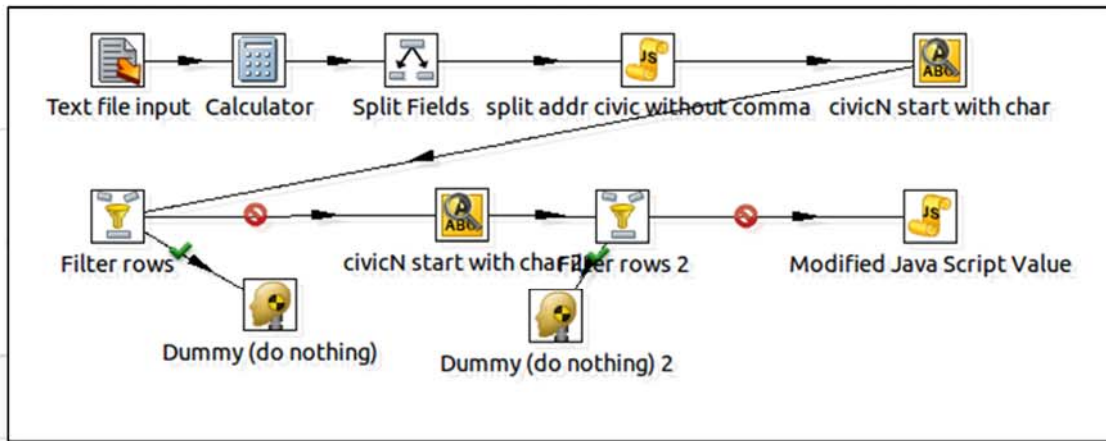 Text file input
Calculator
Split Fields
split addr civic without comma
civicN start with char
Filter rows
civicN start with char 2
Filter rows 2
Modified Java Script Value
Dummy (do nothing)
Dummy (do nothing) 2